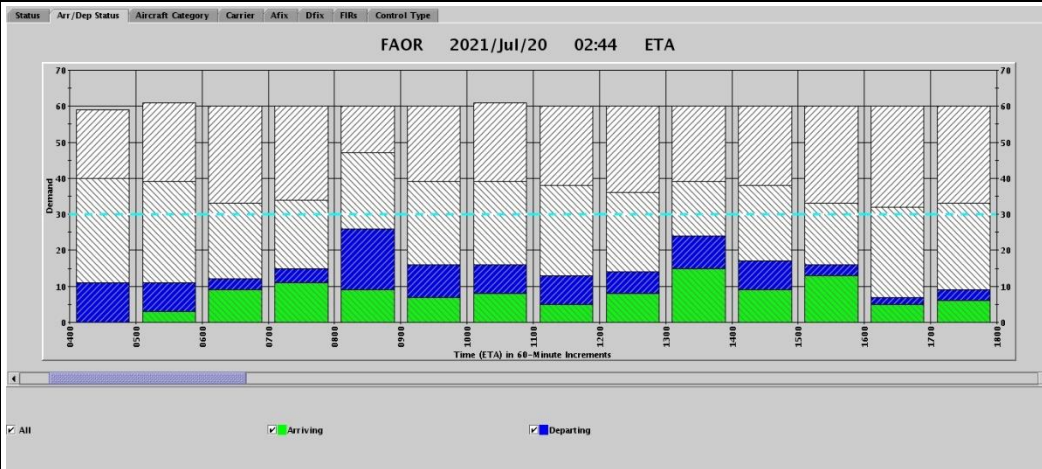 Status Arr/Dep Status Aircraft Category Carrier Afix Dfix FIRs Control Type
FAOR 2021/Jul/20 02:44 ETA
70 70
60 60
50 50
40 40
Demand
30 30
20 20
10 10
0 0
0400 0500 0600 0700 0800 0900 1000 1100 1200 1300 1400 1500 1600 1700 1800
Time (ETA) in 60-Minute Increments
All Arriving Departing